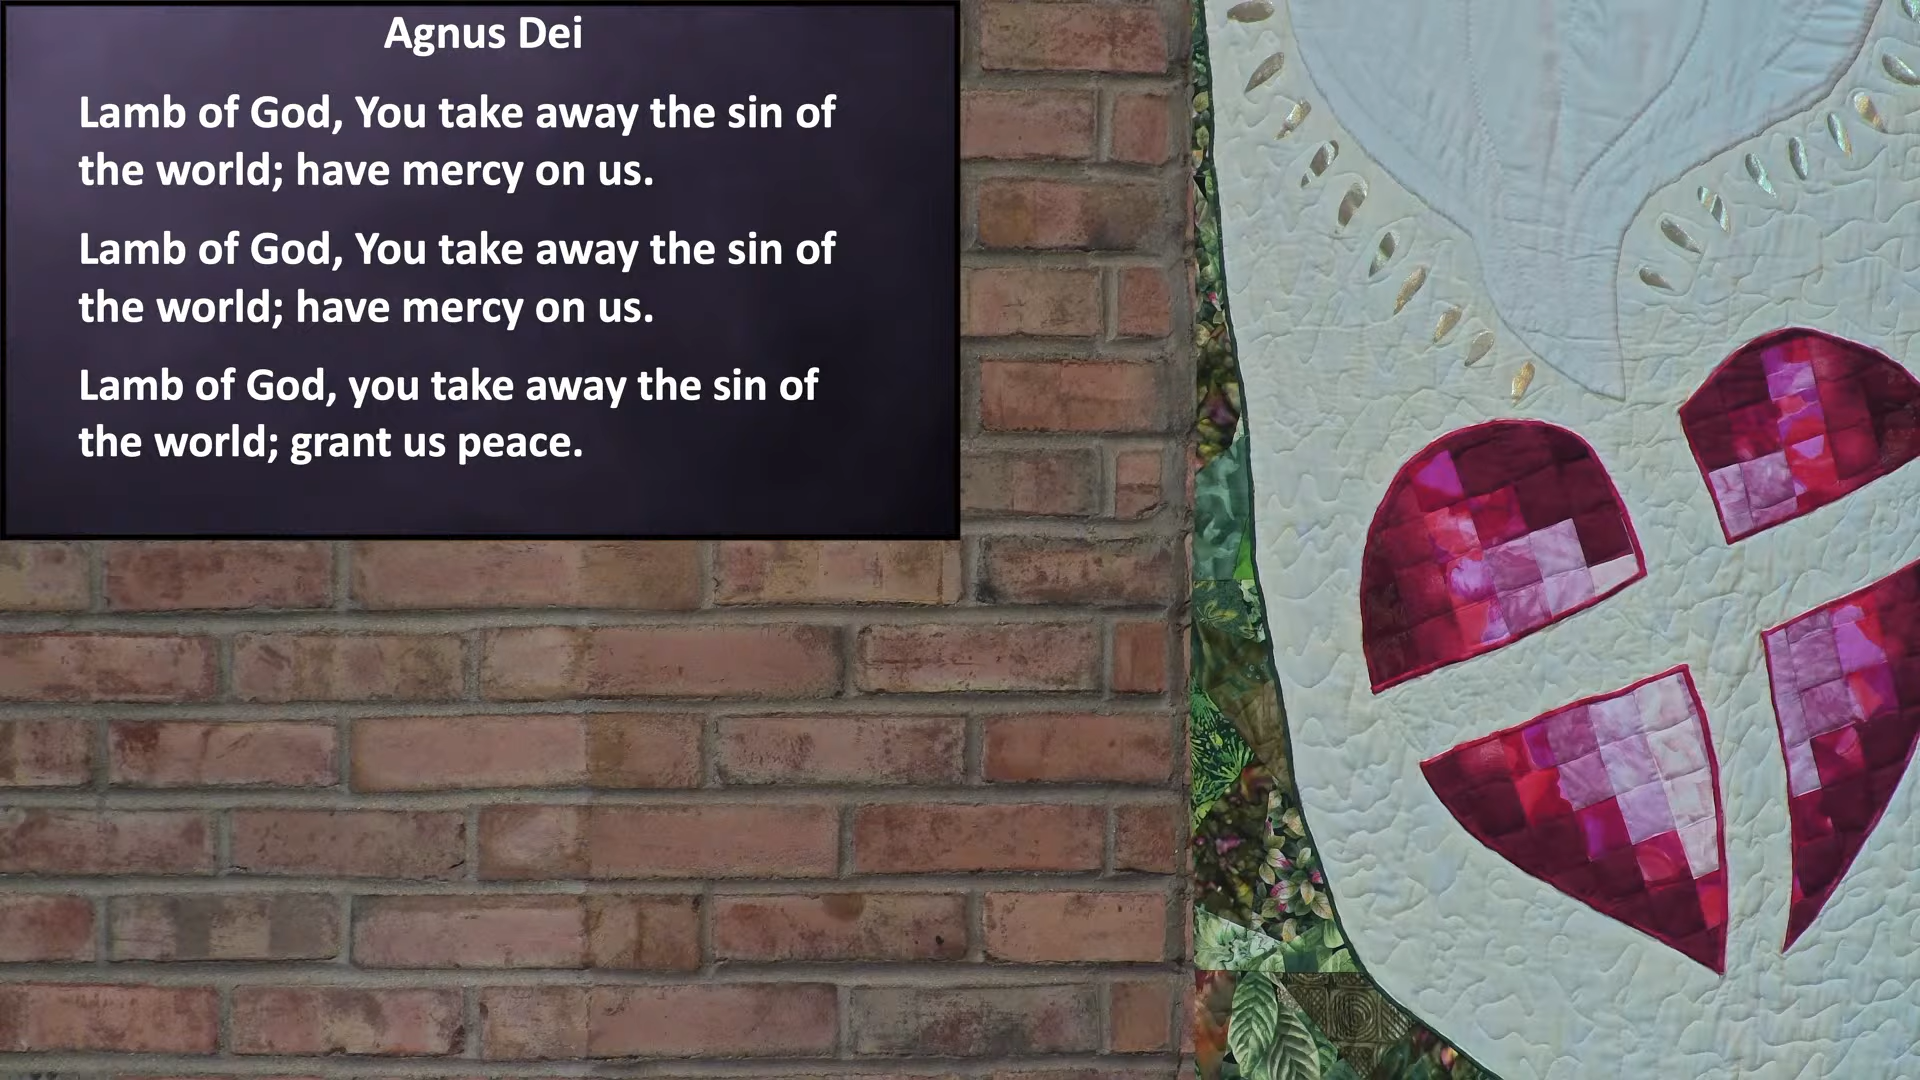 Agnus Dei
Lamb of God, You take away the sin of
the world; have mercy on us.
Lamb of God, You take away the sin of
the world; have mercy on us.
Lamb of God, you take away the sin of
the world; grant us peace.